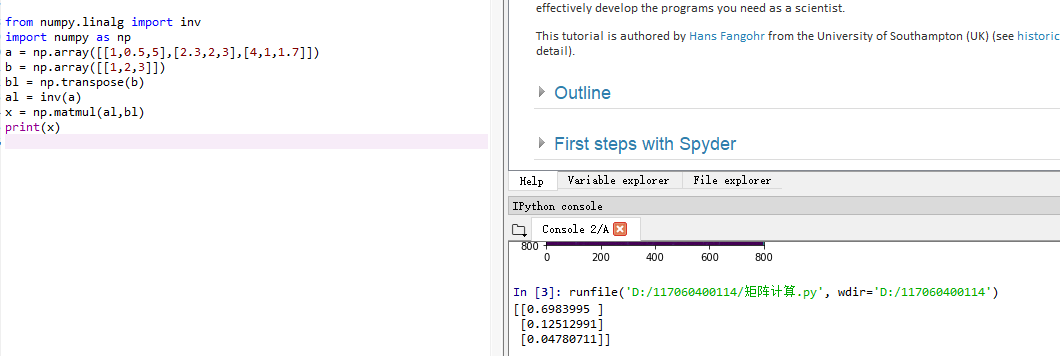 from numpy.linalg import inv
import numpy as np
a = np.array([[1,0.5,5],[2.3,2,3],[4,1,1.7]])
b = np.array([[1,2,3]])
bl = np.transpose(b)
al = inv(a)
x = np.matmul(al,bl)
print(x)
effectively develop the programs you need as a scientist.
This tutorial is authored by Hans Fangohr from the University of Southampton (UK) (see historic
detail).
Outline
First steps with Spyder
Help Variable explorer File explorer
IPython console
Console 2/A
800
0 200 400 600 800
In [3]: runfile('D:/117060400114/矩阵计算.py', wdir='D:/117060400114')
[[0.6983995 ]
[0.12512991]
[0.04780711]]